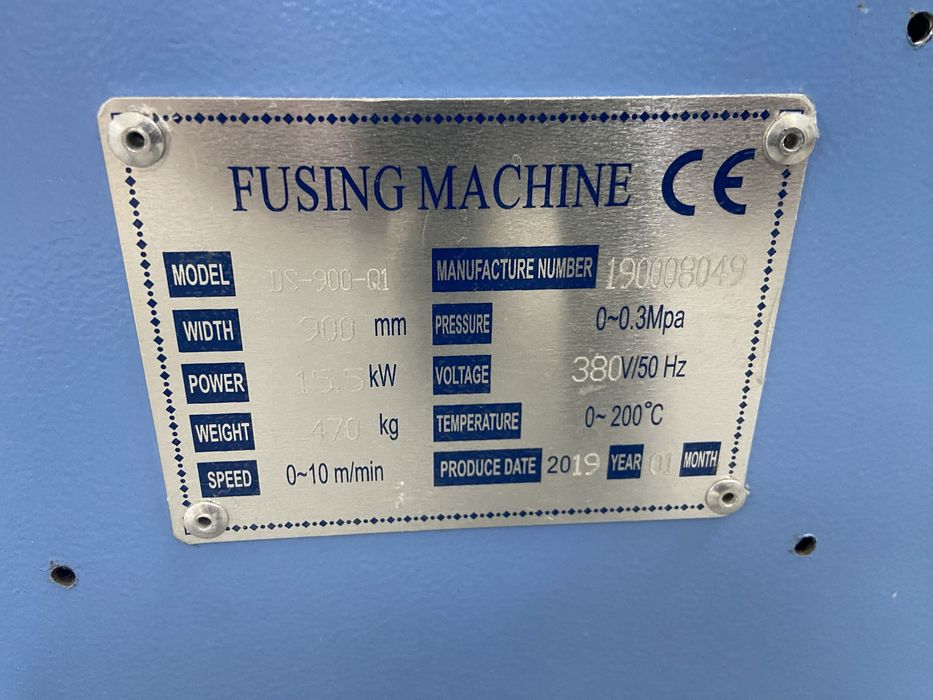 FUSING MACHINE CE
MODEL DS-900-Q1 MANUFACTURE NUMBER 190008049
WIDTH 900 mm PRESSURE 0~0.3Mpa
POWER 15.5 kW VOLTAGE 380V/50 Hz
WEIGHT 470 kg TEMPERATURE 0~200°C
SPEED 0~10 m/min PRODUCE DATE 2019 YEAR 01 MONTH